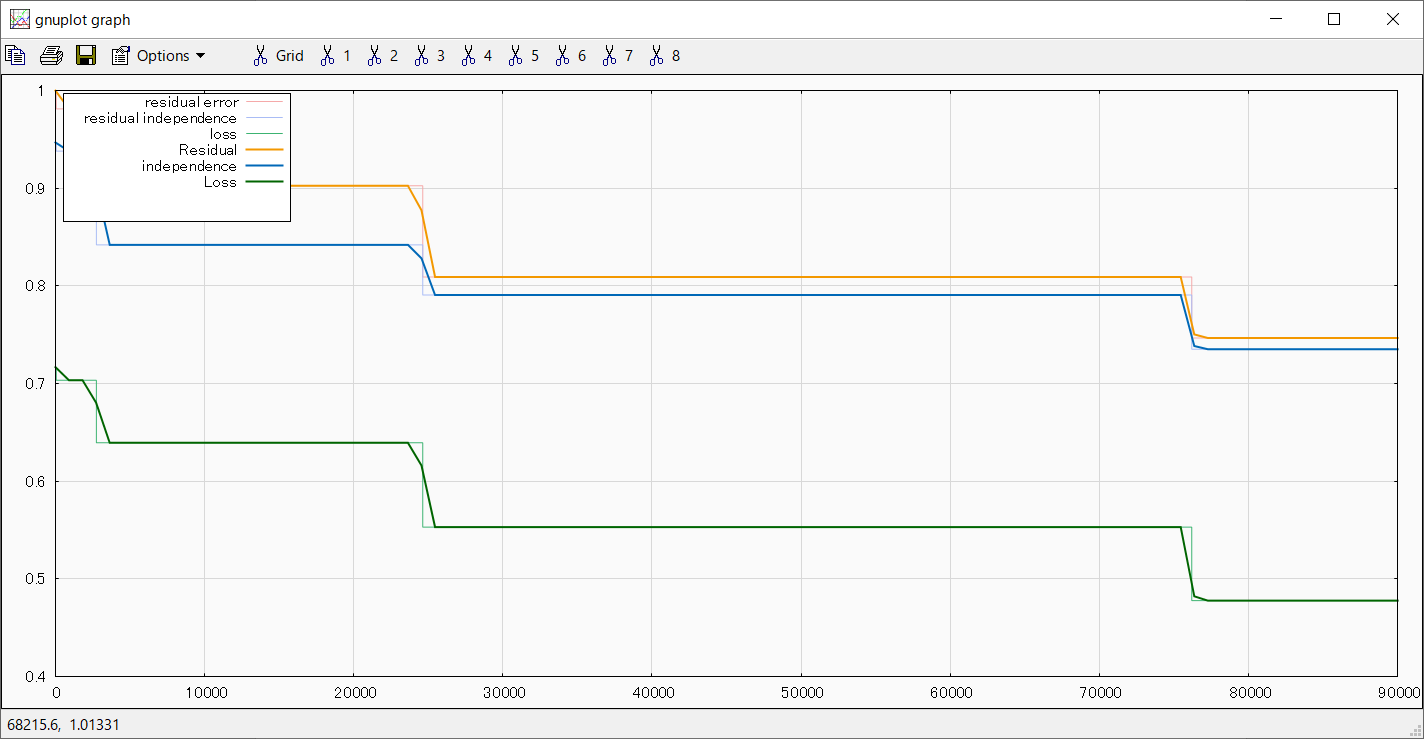 gnuplot graph
Options Grid 1 2 3 4 5 6 7 8
residual error
residual independence
loss
Residual
independence
Loss
1
0.9
0.8
0.7
0.6
0.5
0.4
0 10000 20000 30000 40000 50000 60000 70000 80000 90000
68215.6, 1.01331